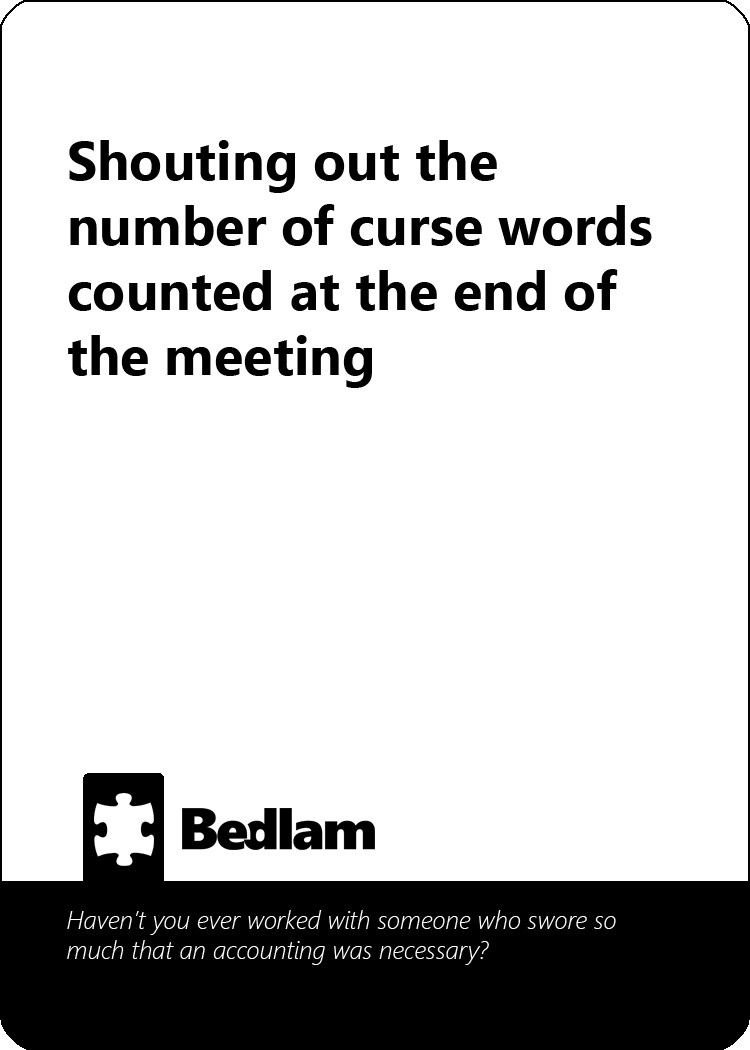 Shouting out the
number of curse words
counted at the end of
the meeting
Bedlam
Haven't you ever worked with someone who swore so
much that an accounting was necessary?